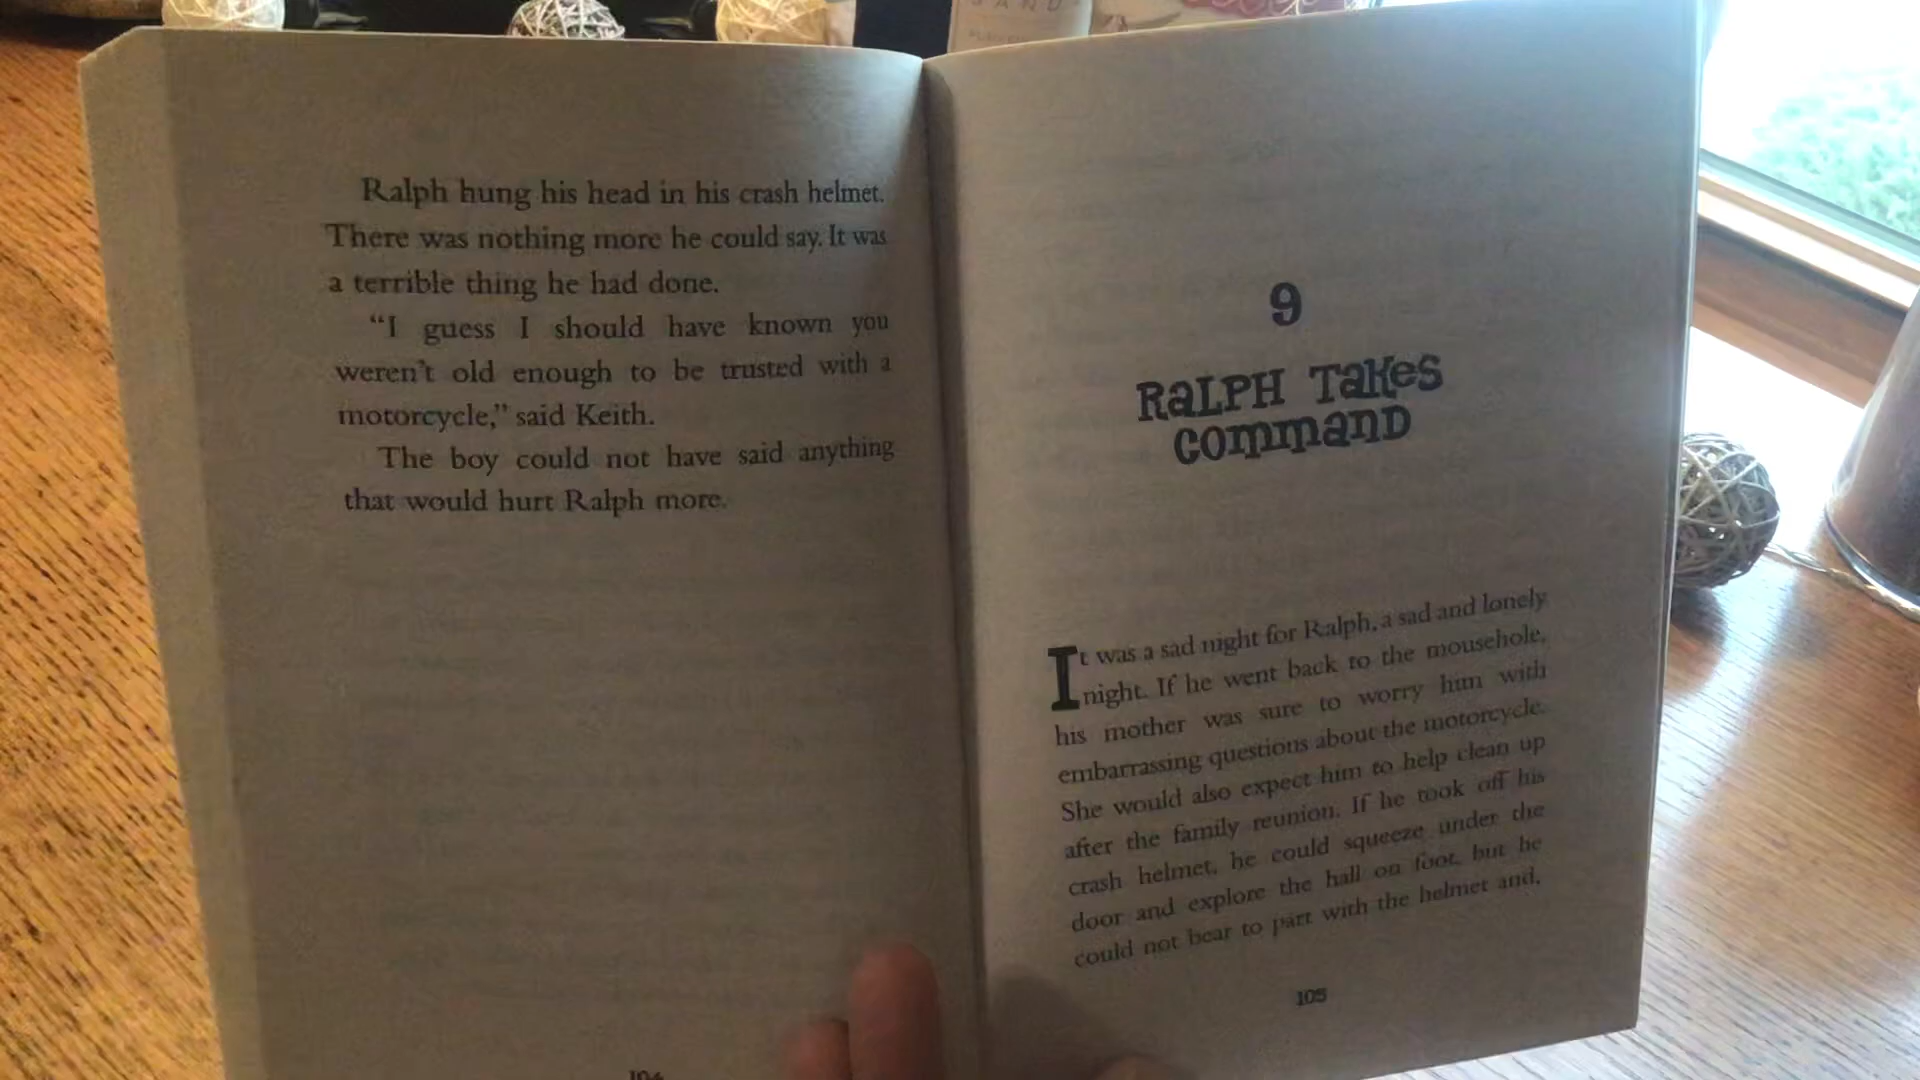 Ralph hung his head in his crash helmet.
There was nothing more he could say. It was
a terrible thing he had done.
“I guess I should have known you
weren’t old enough to be trusted with a
motorcycle,” said Keith.
The boy could not have said anything
that would hurt Ralph more.
104
9
RALPH TAKES
COMMAND
It was a sad night for Ralph, a sad and lonely
night. If he went back to the mousehole,
his mother was sure to worry him with
embarrassing questions about the motorcycle.
She would also expect him to help clean up
after the family reunion. If he took off his
crash helmet, he could squeeze under the
door and explore the hall on foot, but he
could not bear to part with the helmet and,
105